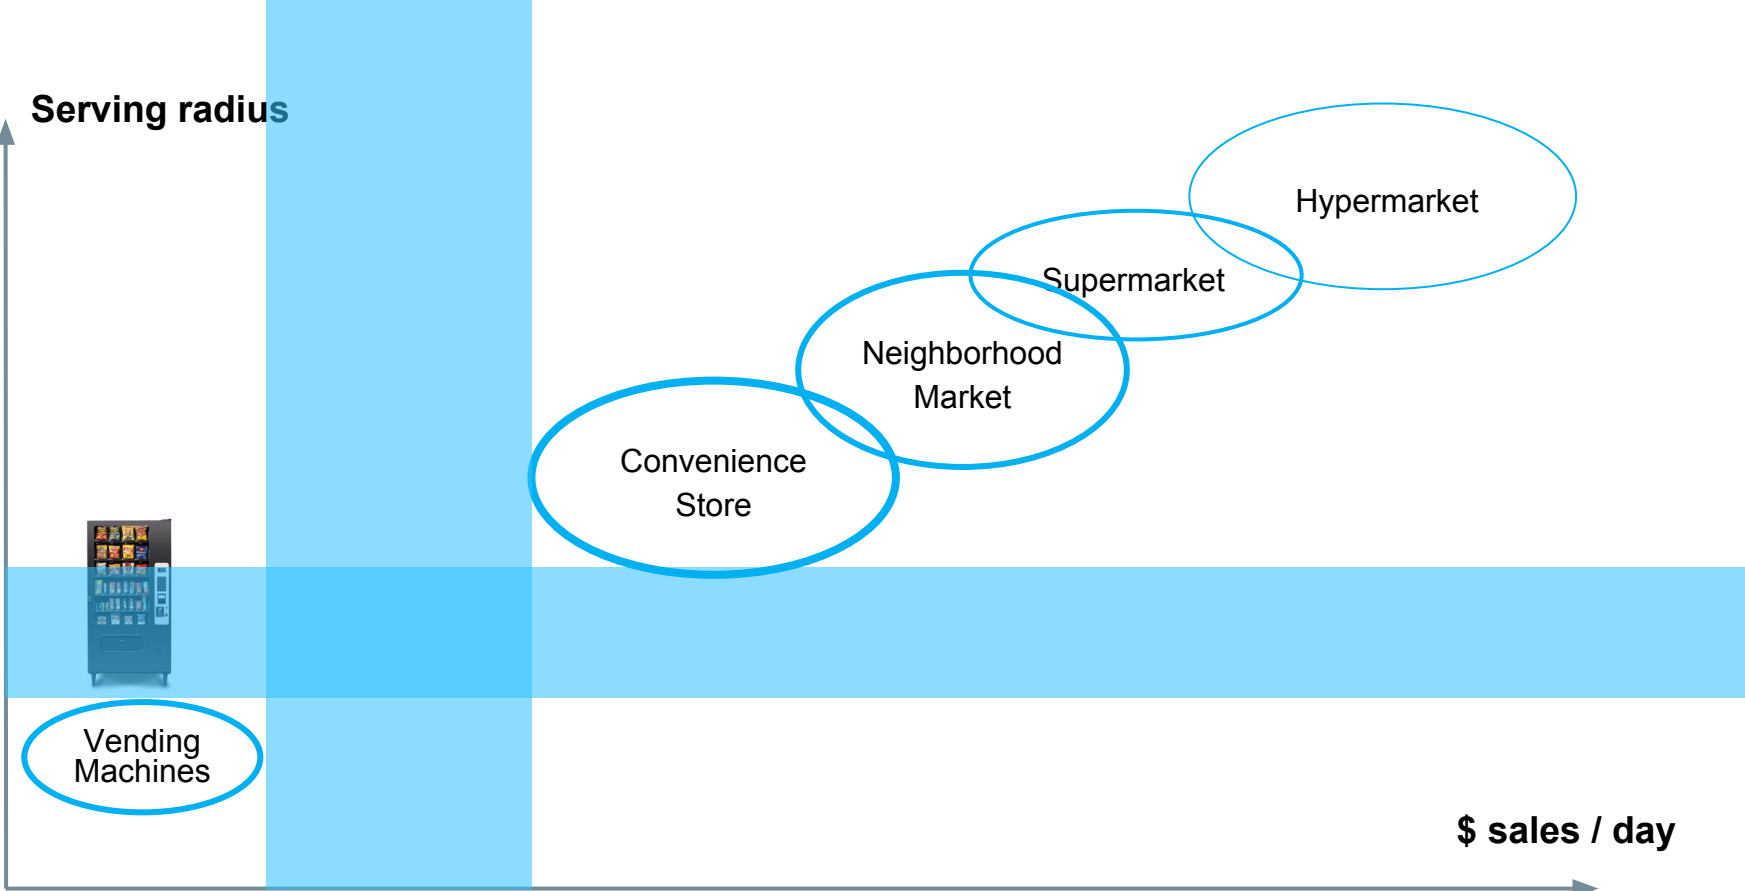 Serving radius
Hypermarket
Supermarket
Neighborhood
Market
Convenience
Store
Vending
Machines
$ sales / day